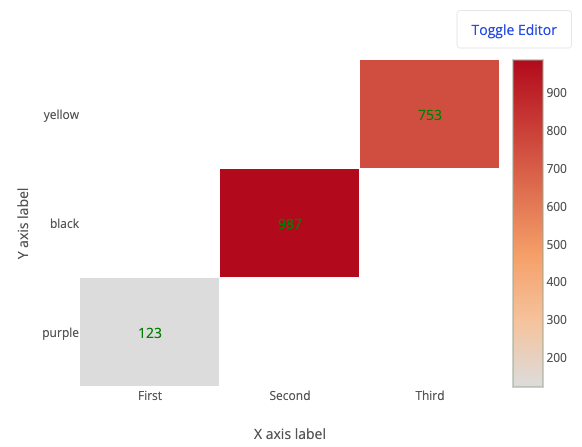 Toggle Editor
yellow
753
900
800
700
600
500
400
300
200
Y axis label
black
987
purple
123
First
Second
Third
X axis label